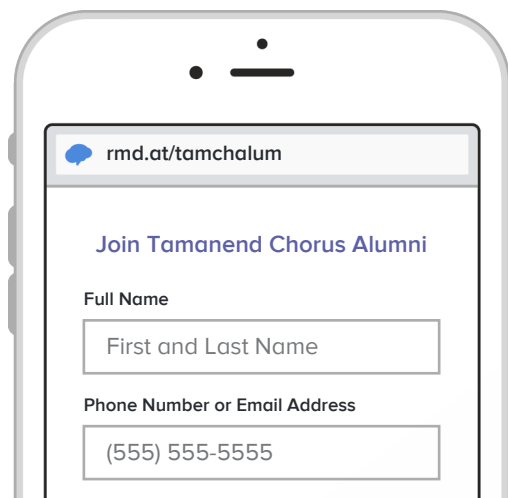 rmd.at/tamchalum
Join Tamanend Chorus Alumni
Full Name
First and Last Name
Phone Number or Email Address
(555) 555-5555